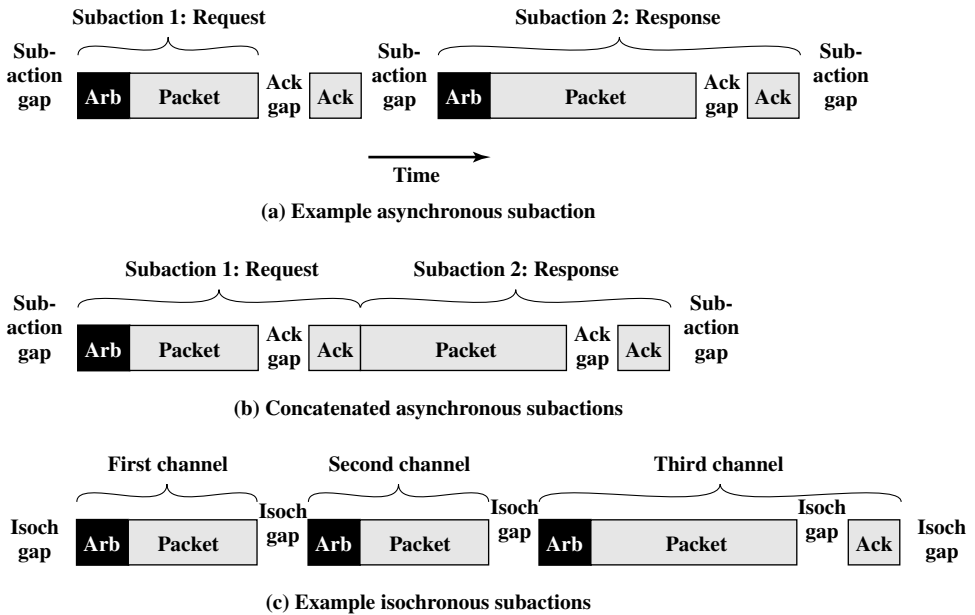 Subaction 1: Request
Subaction 2: Response
Sub-
action
gap
Arb
Packet
Ack
gap
Ack
Sub-
action
gap
Arb
Packet
Ack
gap
Ack
Sub-
action
gap
Time
(a) Example asynchronous subaction
Subaction 1: Request
Subaction 2: Response
Sub-
action
gap
Arb
Packet
Ack
gap
Ack
Packet
Ack
gap
Ack
Sub-
action
gap
(b) Concatenated asynchronous subactions
First channel
Second channel
Third channel
Isoch
gap
Arb
Packet
Isoch
gap
Arb
Packet
Isoch
gap
Arb
Packet
Isoch
gap
Ack
Isoch
gap
(c) Example isochronous subactions